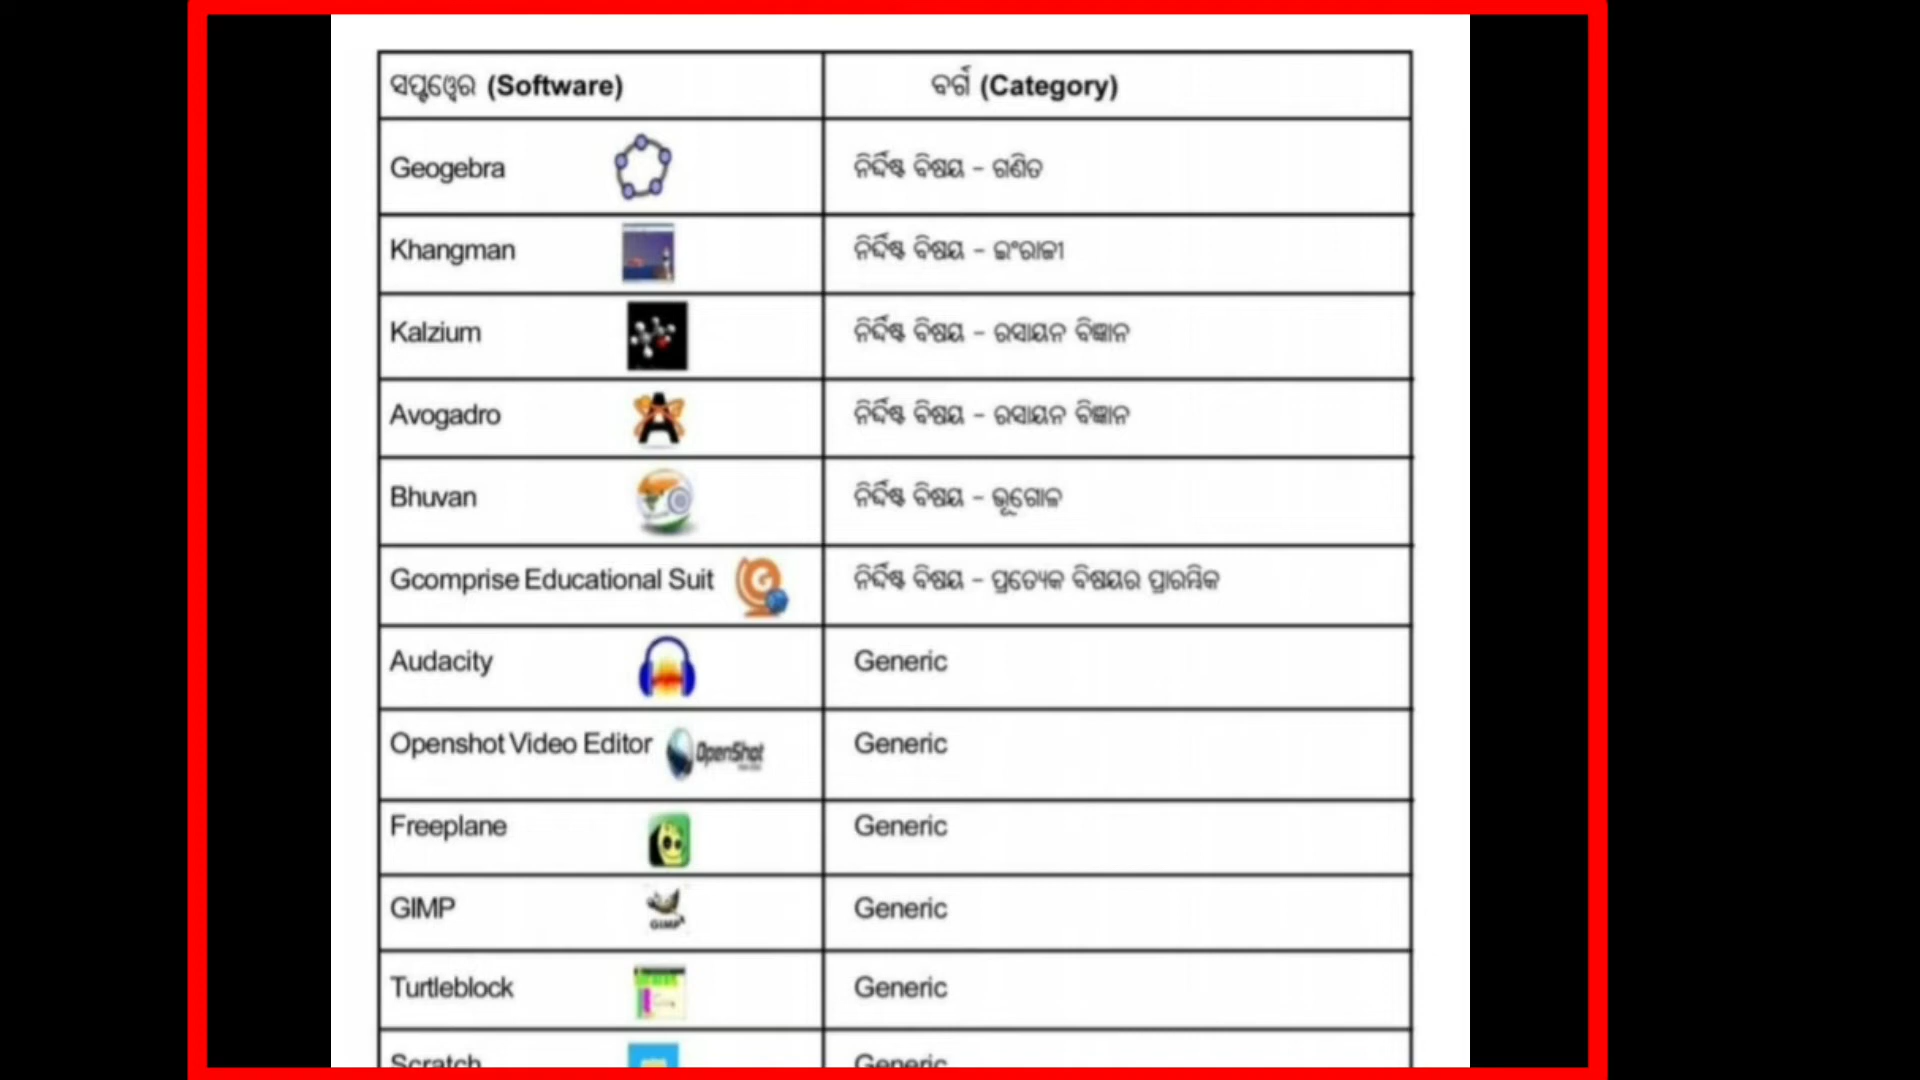 ସଫ୍ଟୱେର (Software) ବର୍ଗ (Category)
Geogebra ନିର୍ଦ୍ଦିଷ୍ଟ ବିଷୟ – ଗଣିତ
Khangman ନିର୍ଦ୍ଦିଷ୍ଟ ବିଷୟ – ଇଂରାଜୀ
Kalzium ନିର୍ଦ୍ଦିଷ୍ଟ ବିଷୟ – ରସାୟନ ବିଜ୍ଞାନ
Avogadro ନିର୍ଦ୍ଦିଷ୍ଟ ବିଷୟ – ରସାୟନ ବିଜ୍ଞାନ
Bhuvan ନିର୍ଦ୍ଦିଷ୍ଟ ବିଷୟ – ଭୂଗୋଳ
Gcomprise Educational Suit ନିର୍ଦ୍ଦିଷ୍ଟ ବିଷୟ – ପ୍ରତ୍ୟେକ ବିଷୟର ପ୍ରାରମ୍ଭିକ
Audacity Generic
Openshot Video Editor OpenShot Generic
Freeplane Generic
GIMP GIMP Generic
Turtleblock Generic
Scratch Generic